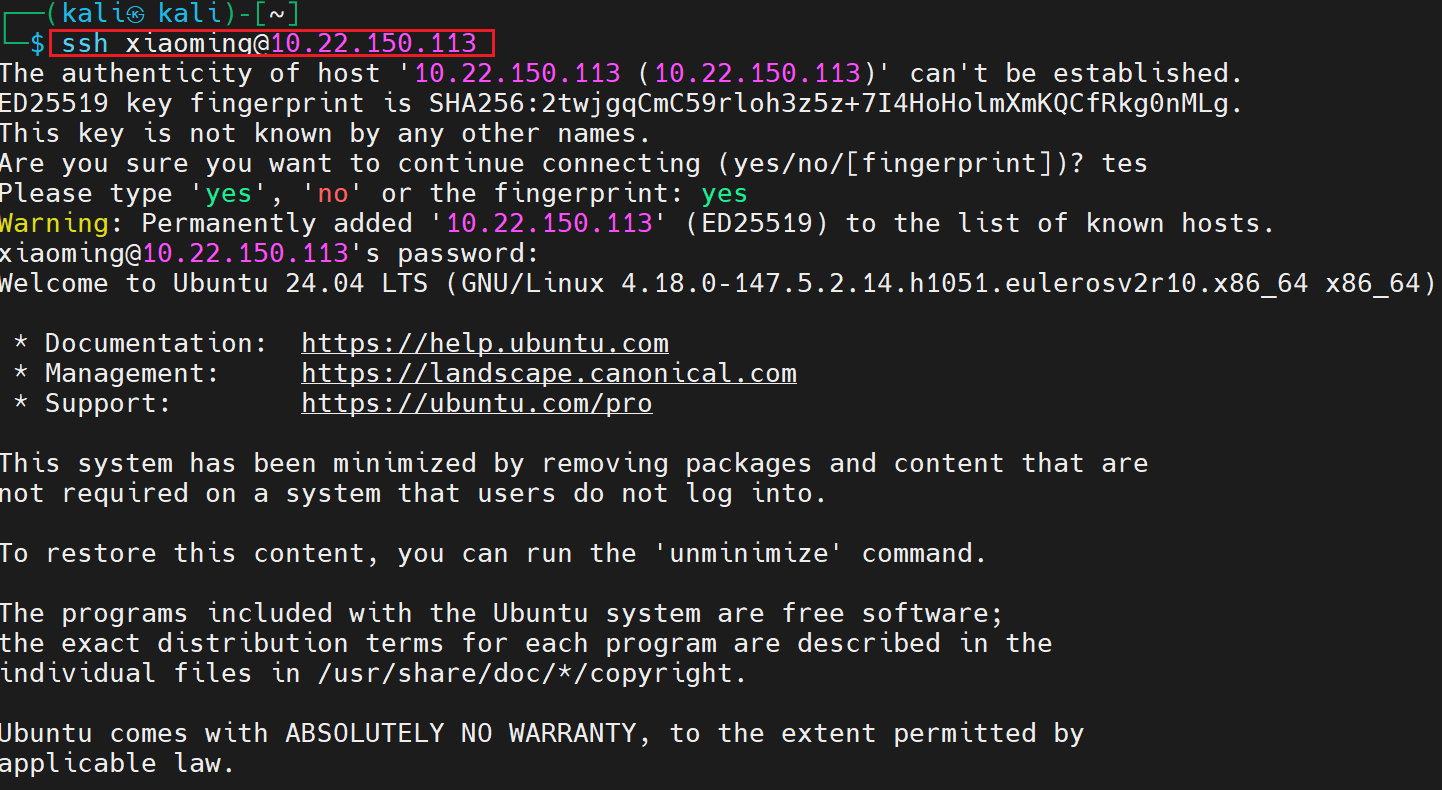 ┌──(kali㉿ kali)-[~]
└─$ ssh xiaoming@10.22.150.113
The authenticity of host '10.22.150.113 (10.22.150.113)' can't be established.
ED25519 key fingerprint is SHA256:2twjgqCmC59rloh3z5z+7I4HoHolmXmKQCfRkg0nMLg.
This key is not known by any other names.
Are you sure you want to continue connecting (yes/no/[fingerprint])? tes
Please type 'yes', 'no' or the fingerprint: yes
Warning: Permanently added '10.22.150.113' (ED25519) to the list of known hosts.
xiaoming@10.22.150.113's password:
Welcome to Ubuntu 24.04 LTS (GNU/Linux 4.18.0-147.5.2.14.h1051.eulerosv2r10.x86_64 x86_64)
* Documentation: https://help.ubuntu.com
* Management: https://landscape.canonical.com
* Support: https://ubuntu.com/pro
This system has been minimized by removing packages and content that are
not required on a system that users do not log into.
To restore this content, you can run the 'unminimize' command.
The programs included with the Ubuntu system are free software;
the exact distribution terms for each program are described in the
individual files in /usr/share/doc/*/copyright.
Ubuntu comes with ABSOLUTELY NO WARRANTY, to the extent permitted by
applicable law.